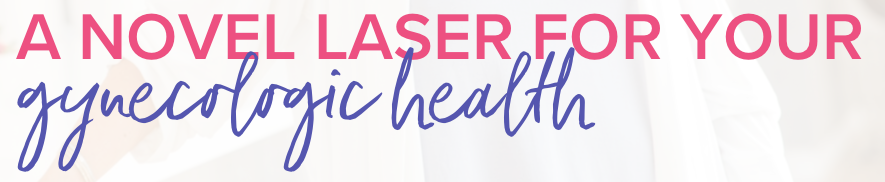 A NOVEL LASER FOR YOUR
gynecologic health